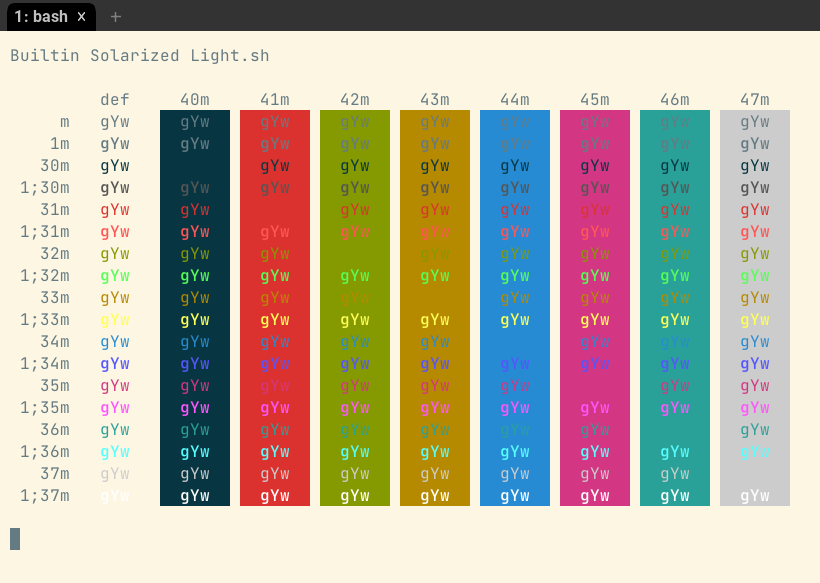 1: bash x +
Builtin Solarized Light.sh
def 40m 41m 42m 43m 44m 45m 46m 47m
m gYw gYw gYw gYw gYw gYw gYw gYw gYw
1m gYw gYw gYw gYw gYw gYw gYw gYw gYw
30m gYw gYw gYw gYw gYw gYw gYw gYw
1;30m gYw gYw gYw gYw gYw gYw gYw gYw gYw
31m gYw gYw gYw gYw gYw gYw gYw gYw
1;31m gYw gYw gYw gYw gYw gYw gYw gYw gYw
32m gYw gYw gYw gYw gYw gYw gYw gYw
1;32m gYw gYw gYw gYw gYw gYw gYw gYw gYw
33m gYw gYw gYw gYw gYw gYw gYw gYw
1;33m gYw gYw gYw gYw gYw gYw gYw gYw gYw
34m gYw gYw gYw gYw gYw gYw gYw gYw
1;34m gYw gYw gYw gYw gYw gYw gYw gYw gYw
35m gYw gYw gYw gYw gYw gYw gYw gYw
1;35m gYw gYw gYw gYw gYw gYw gYw gYw gYw
36m gYw gYw gYw gYw gYw gYw gYw gYw
1;36m gYw gYw gYw gYw gYw gYw gYw gYw gYw
37m gYw gYw gYw gYw gYw gYw gYw gYw
1;37m gYw gYw gYw gYw gYw gYw gYw gYw gYw